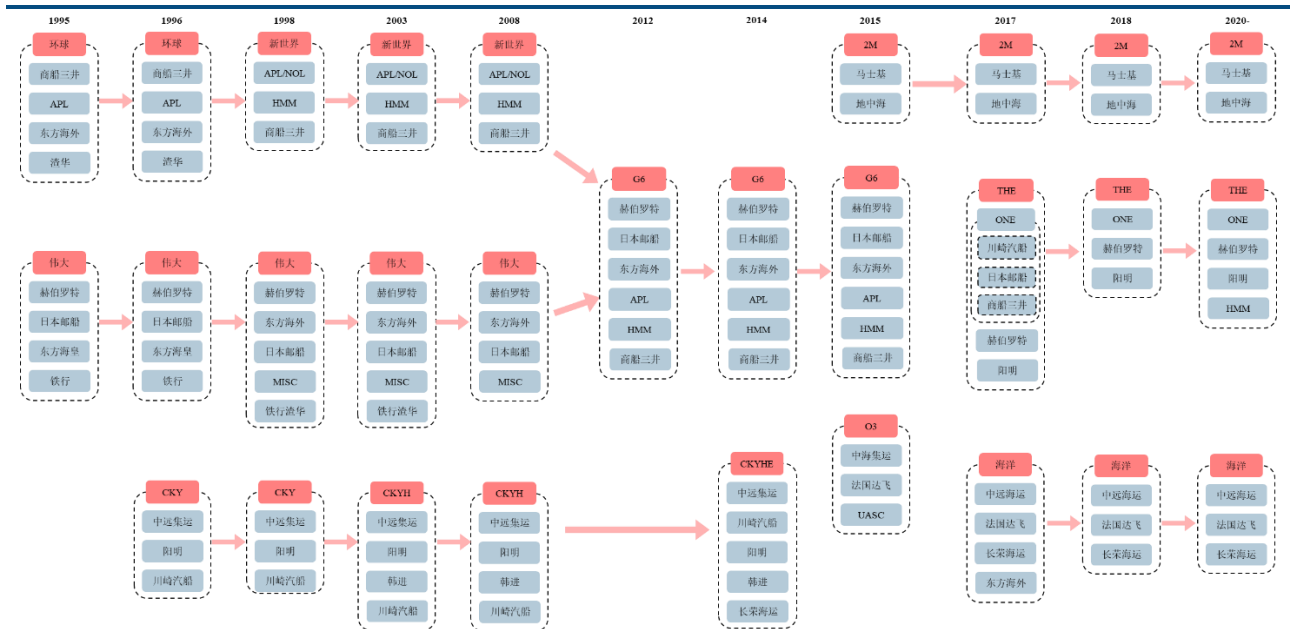 1995 1996 1998 2003 2008 2012 2014 2015 2017 2018 2020-
环球
商船三井
APL
东方海外
渣华
环球
商船三井
APL
东方海外
渣华
新世界
APL/NOL
HMM
商船三井
新世界
APL/NOL
HMM
商船三井
新世界
APL/NOL
HMM
商船三井
2M
马士基
地中海
2M
马士基
地中海
2M
马士基
地中海
2M
马士基
地中海
伟大
赫伯罗特
日本邮船
东方海皇
铁行
伟大
赫伯罗特
日本邮船
东方海皇
铁行
伟大
赫伯罗特
东方海外
日本邮船
MISC
铁行渣华
伟大
赫伯罗特
东方海外
日本邮船
MISC
铁行渣华
伟大
赫伯罗特
东方海外
日本邮船
MISC
G6
赫伯罗特
日本邮船
东方海外
APL
HMM
商船三井
G6
赫伯罗特
日本邮船
东方海外
APL
HMM
商船三井
G6
赫伯罗特
日本邮船
东方海外
APL
HMM
商船三井
THE
ONE
川崎汽船
日本邮船
商船三井
赫伯罗特
阳明
THE
ONE
赫伯罗特
阳明
THE
ONE
赫伯罗特
阳明
HMM
CKY
中远集运
阳明
川崎汽船
CKY
中远集运
阳明
川崎汽船
CKYH
中远集运
阳明
韩进
川崎汽船
CKYH
中远集运
阳明
韩进
川崎汽船
CKYHE
中远集运
川崎汽船
阳明
韩进
长荣海运
O3
中海集运
法国达飞
UASC
海洋
中远海运
法国达飞
长荣海运
东方海外
海洋
中远海运
法国达飞
长荣海运
海洋
中远海运
法国达飞
长荣海运